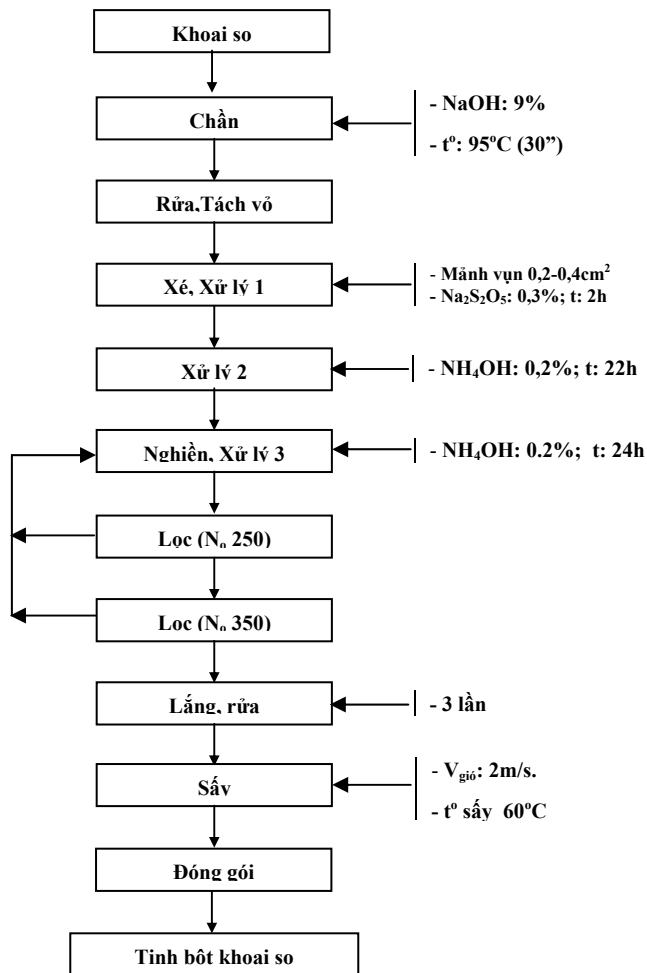 Khoai so
Chần
- NaOH: 9%
- tº: 95ºC (30”)
Rửa,Tách vỏ
Xé, Xử lý 1
- Mảnh vụn 0,2-0,4cm²
- Na₂S₂O₅: 0,3%; t: 2h
Xử lý 2
- NH₄OH: 0,2%; t: 22h
Nghiền, Xử lý 3
- NH₄OH: 0.2%; t: 24h
Lọc (Nₒ 250)
Lọc (Nₒ 350)
Lắng, rửa
- 3 lần
Sấy
- V gió: 2m/s.
- tº sấy 60ºC
Đóng gói
Tinh bột khoai so